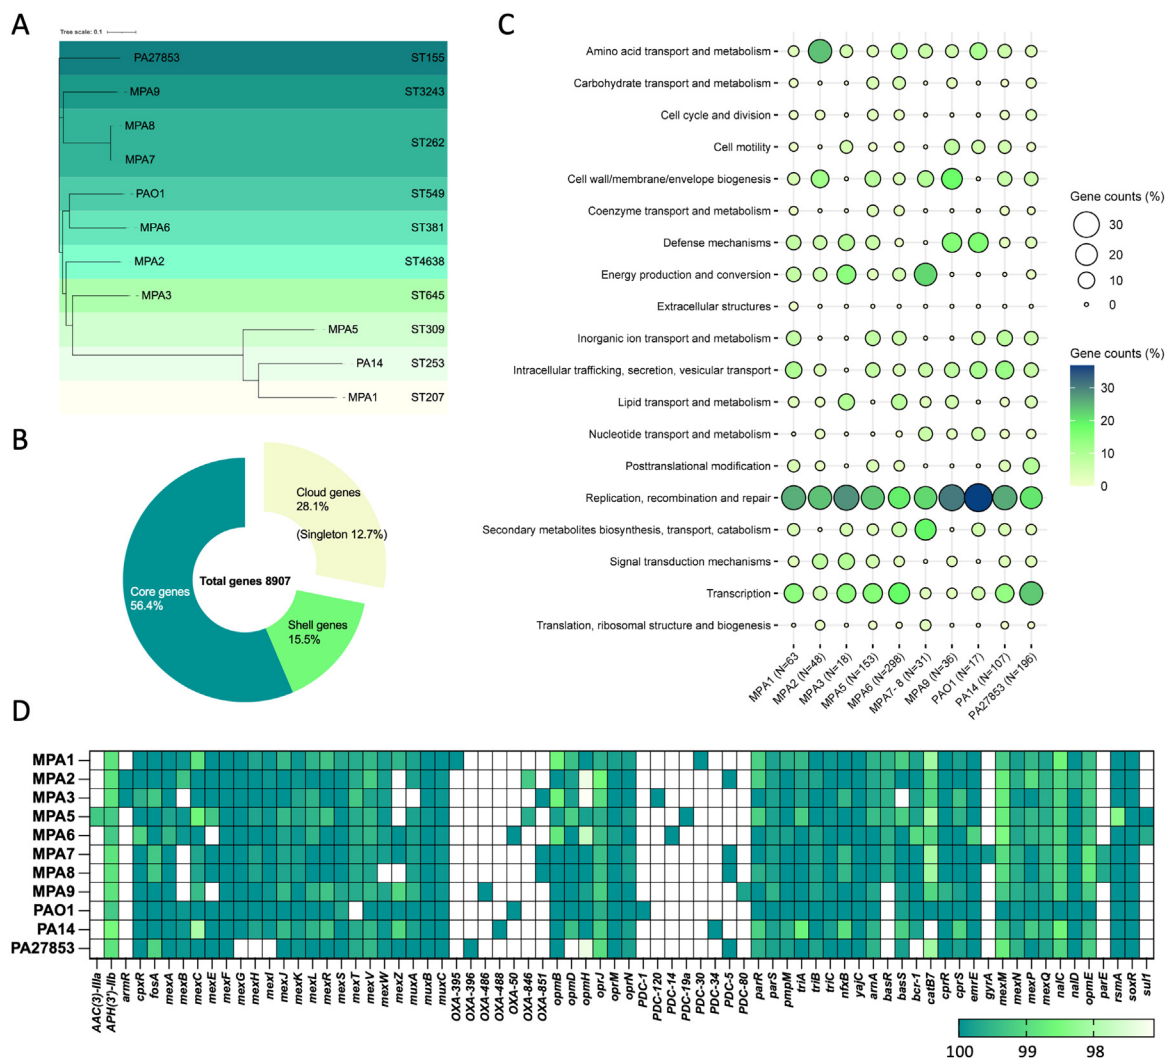 A
Tree scale: 0.1
PA27853 ST155
MPA9 ST3243
MPA8
ST262
MPA7
PAO1 ST549
MPA6 ST381
MPA2 ST4638
MPA3 ST645
MPA5 ST309
PA14 ST253
MPA1 ST207
B
Cloud genes
28.1%
(Singleton 12.7%)
Total genes 8907
Core genes
56.4%
Shell genes
15.5%
C
Amino acid transport and metabolism
Carbohydrate transport and metabolism
Cell cycle and division
Cell motility
Cell wall/membrane/envelope biogenesis
Coenzyme transport and metabolism
Defense mechanisms
Energy production and conversion
Extracellular structures
Inorganic ion transport and metabolism
Intracellular trafficking, secretion, vesicular transport
Lipid transport and metabolism
Nucleotide transport and metabolism
Posttranslational modification
Replication, recombination and repair
Secondary metabolites biosynthesis, transport, catabolism
Signal transduction mechanisms
Transcription
Translation, ribosomal structure and biogenesis
MPA1 (N=63
MPA2 (N=48)
MPA3 (N=18)
MPA5 (N=153)
MPA6 (N=298)
MPA7- 8 (N=31)
MPA9 (N=36)
PAO1 (N=17)
PA14 (N=107)
PA27853 (N=196)
Gene counts (%)
30
20
10
0
Gene counts (%)
30
20
10
0
D
MPA1
MPA2
MPA3
MPA5
MPA6
MPA7
MPA8
MPA9
PAO1
PA14
PA27853
AAC(3)-IIa
APH(3')-IIb
armR
cpxR
fosA
mexA
mexB
mexC
mexE
mexF
mexG
mexH
mexI
mexJ
mexK
mexL
mexR
mexS
mexT
mexV
mexW
mexZ
muxA
muxB
muxC
OXA-395
OXA-396
OXA-486
OXA-488
OXA-50
OXA-846
OXA-851
opmB
opmD
opmH
oprJ
oprM
oprN
PDC-1
PDC-120
PDC-14
PDC-19a
PDC-30
PDC-34
PDC-5
PDC-80
parR
parS
pmpM
triA
triB
triC
nfxB
yajC
arnA
basR
basS
bcr-1
catB7
cprR
cprS
emrE
gyrA
mexM
mexN
mexP
mexQ
nalC
nalD
opmE
parE
rsmA
soxR
sul1
100 99 98